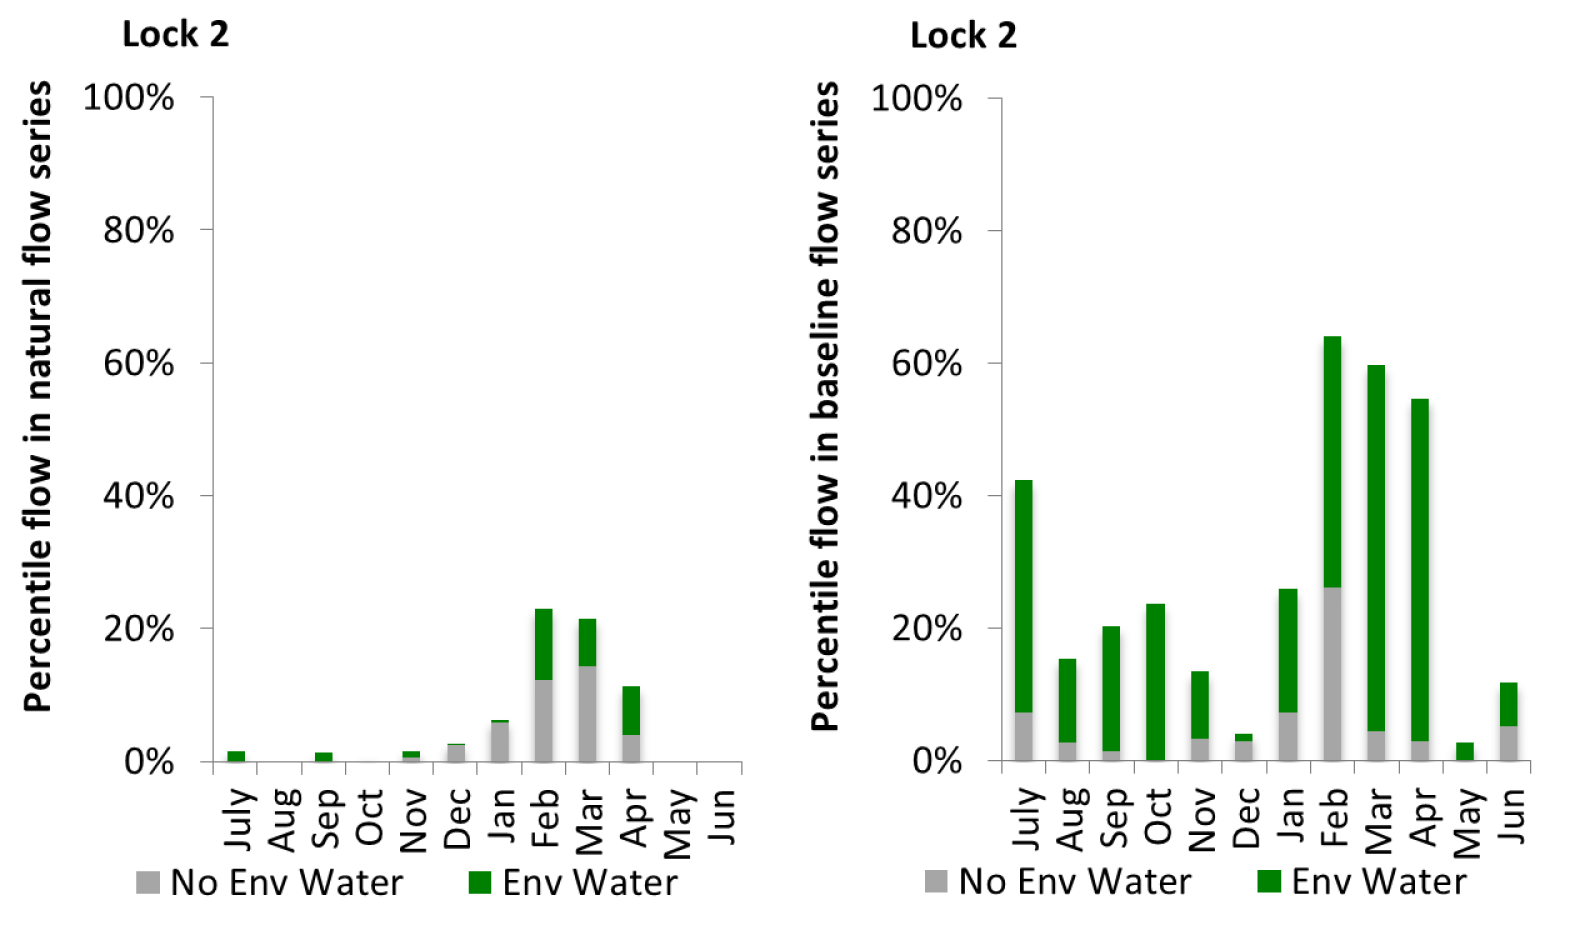 Lock 2
Percentile flow in natural flow series
100%
80%
60%
40%
20%
0%
July
Aug
Sep
Oct
Nov
Dec
Jan
Feb
Mar
Apr
May
Jun
No Env Water
Env Water
Lock 2
Percentile flow in baseline flow series
100%
80%
60%
40%
20%
0%
July
Aug
Sep
Oct
Nov
Dec
Jan
Feb
Mar
Apr
May
Jun
No Env Water
Env Water